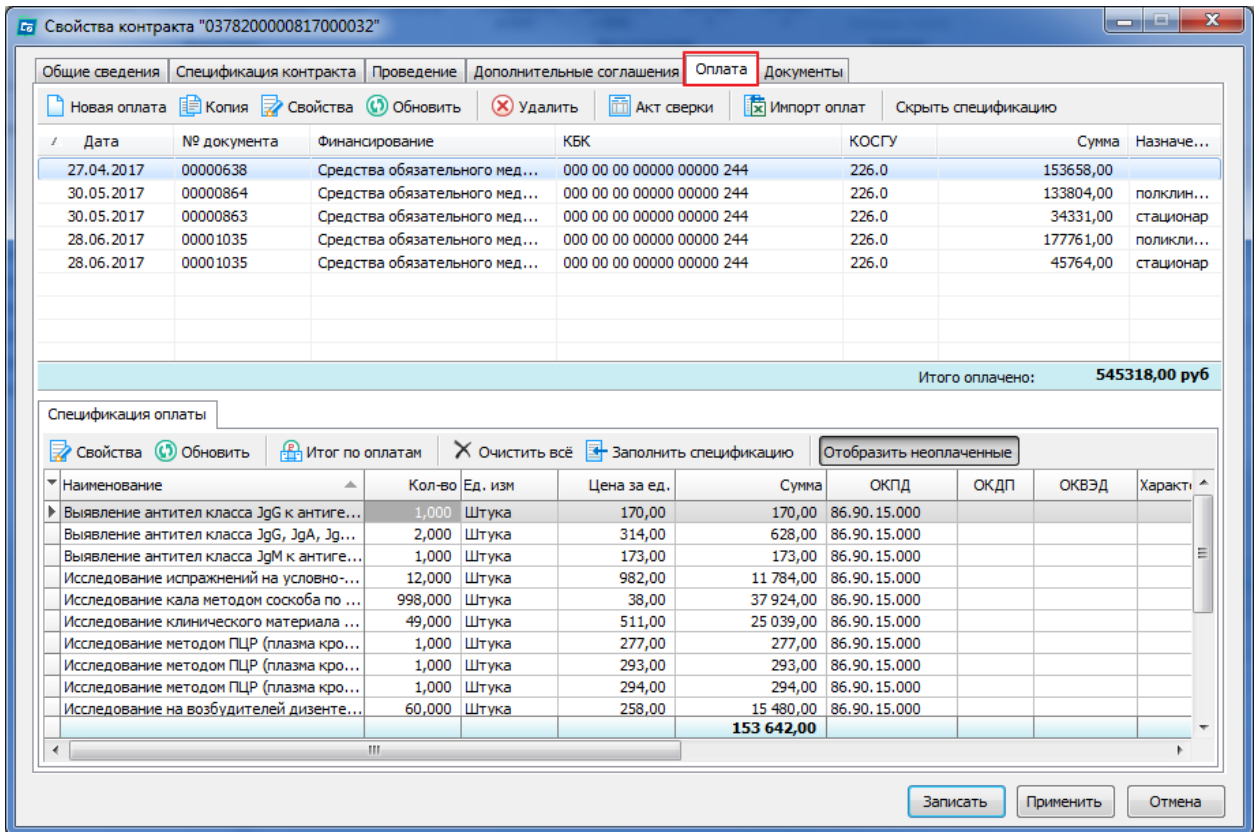 Свойства контракта "0378200000817000032"
Общие сведения Спецификация контракта Проведение Дополнительные соглашения Оплата Документы
Новая оплата Копия Свойства Обновить Удалить Акт сверки Импорт оплат Скрыть спецификацию
Дата № документа Финансирование КБК КОСГУ Сумма Назначе...
27.04.2017 00000638 Средства обязательного мед... 000 00 00 00000 00000 244 226.0 153658,00
30.05.2017 00000864 Средства обязательного мед... 000 00 00 00000 00000 244 226.0 133804,00 полклин...
30.05.2017 00000863 Средства обязательного мед... 000 00 00 00000 00000 244 226.0 34331,00 стационар
28.06.2017 00001035 Средства обязательного мед... 000 00 00 00000 00000 244 226.0 177761,00 поликли...
28.06.2017 00001035 Средства обязательного мед... 000 00 00 00000 00000 244 226.0 45764,00 стационар
Итого оплачено: 545318,00 руб
Спецификация оплаты
Свойства Обновить Итог по оплатам Очистить всё Заполнить спецификацию Отобразить неоплаченные
Наименование Кол-во Ед. изм Цена за ед. Сумма ОКПД ОКДП ОКВЭД Характе
Выявление антител класса JgG к антиге... 1,000 Штука 170,00 170,00 86.90.15.000
Выявление антител класса JgG, JgA, Jg... 2,000 Штука 314,00 628,00 86.90.15.000
Выявление антител класса JgM к антиге... 1,000 Штука 173,00 173,00 86.90.15.000
Исследование испражнений на условно-... 12,000 Штука 982,00 11 784,00 86.90.15.000
Исследование кала методом соскоба по ... 998,000 Штука 38,00 37 924,00 86.90.15.000
Исследование клинического материала ... 49,000 Штука 511,00 25 039,00 86.90.15.000
Исследование методом ПЦР (плазма кро... 1,000 Штука 277,00 277,00 86.90.15.000
Исследование методом ПЦР (плазма кро... 1,000 Штука 293,00 293,00 86.90.15.000
Исследование методом ПЦР (плазма кро... 1,000 Штука 294,00 294,00 86.90.15.000
Исследование на возбудителей дизенте... 60,000 Штука 258,00 15 480,00 86.90.15.000
153 642,00
Записать Применить Отмена